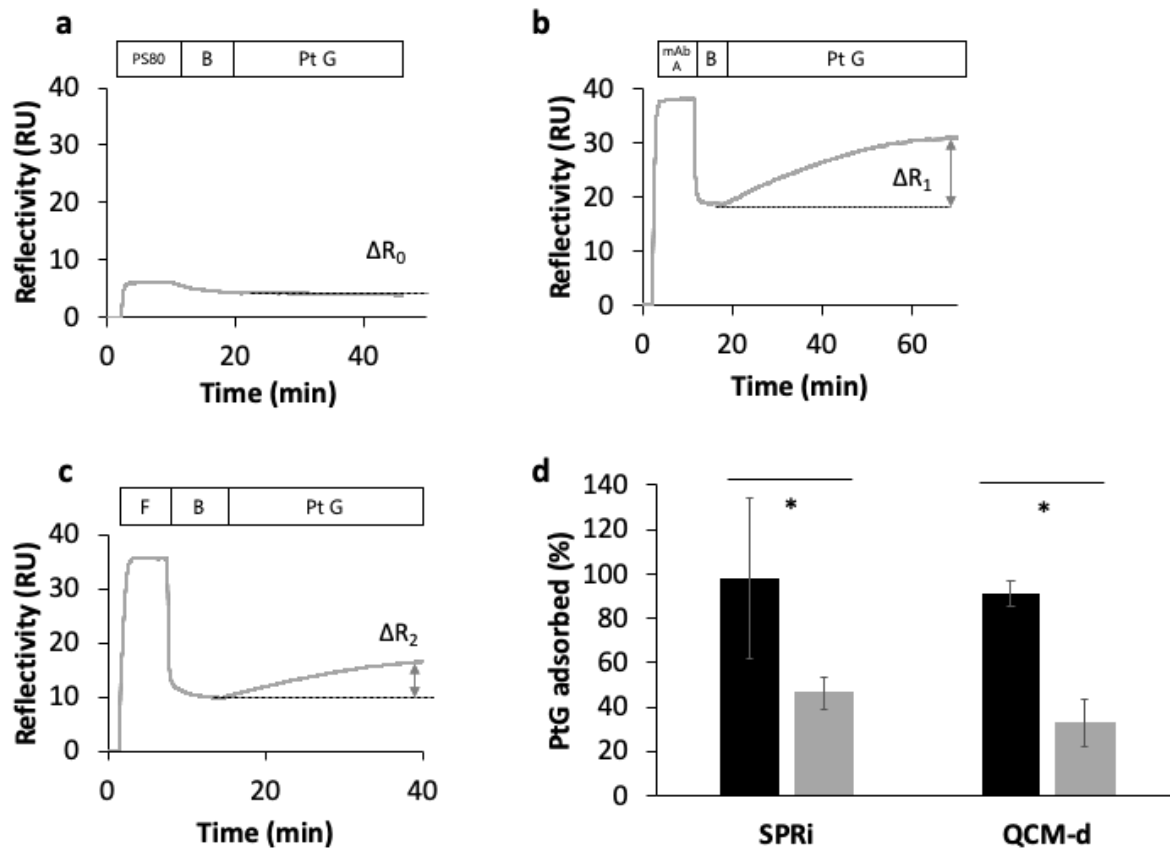 a
PS80 B Pt G
Reflectivity (RU)
40
30
20
10
0
ΔR0
0 20 40
Time (min)
b
mAb
A B Pt G
Reflectivity (RU)
40
30
20
10
0
ΔR1
0 20 40 60
Time (min)
c
F B Pt G
Reflectivity (RU)
40
30
20
10
0
ΔR2
0 20 40
Time (min)
d
PtG adsorbed (%)
140
120
100
80
60
40
20
0
* *
SPRi QCM-d